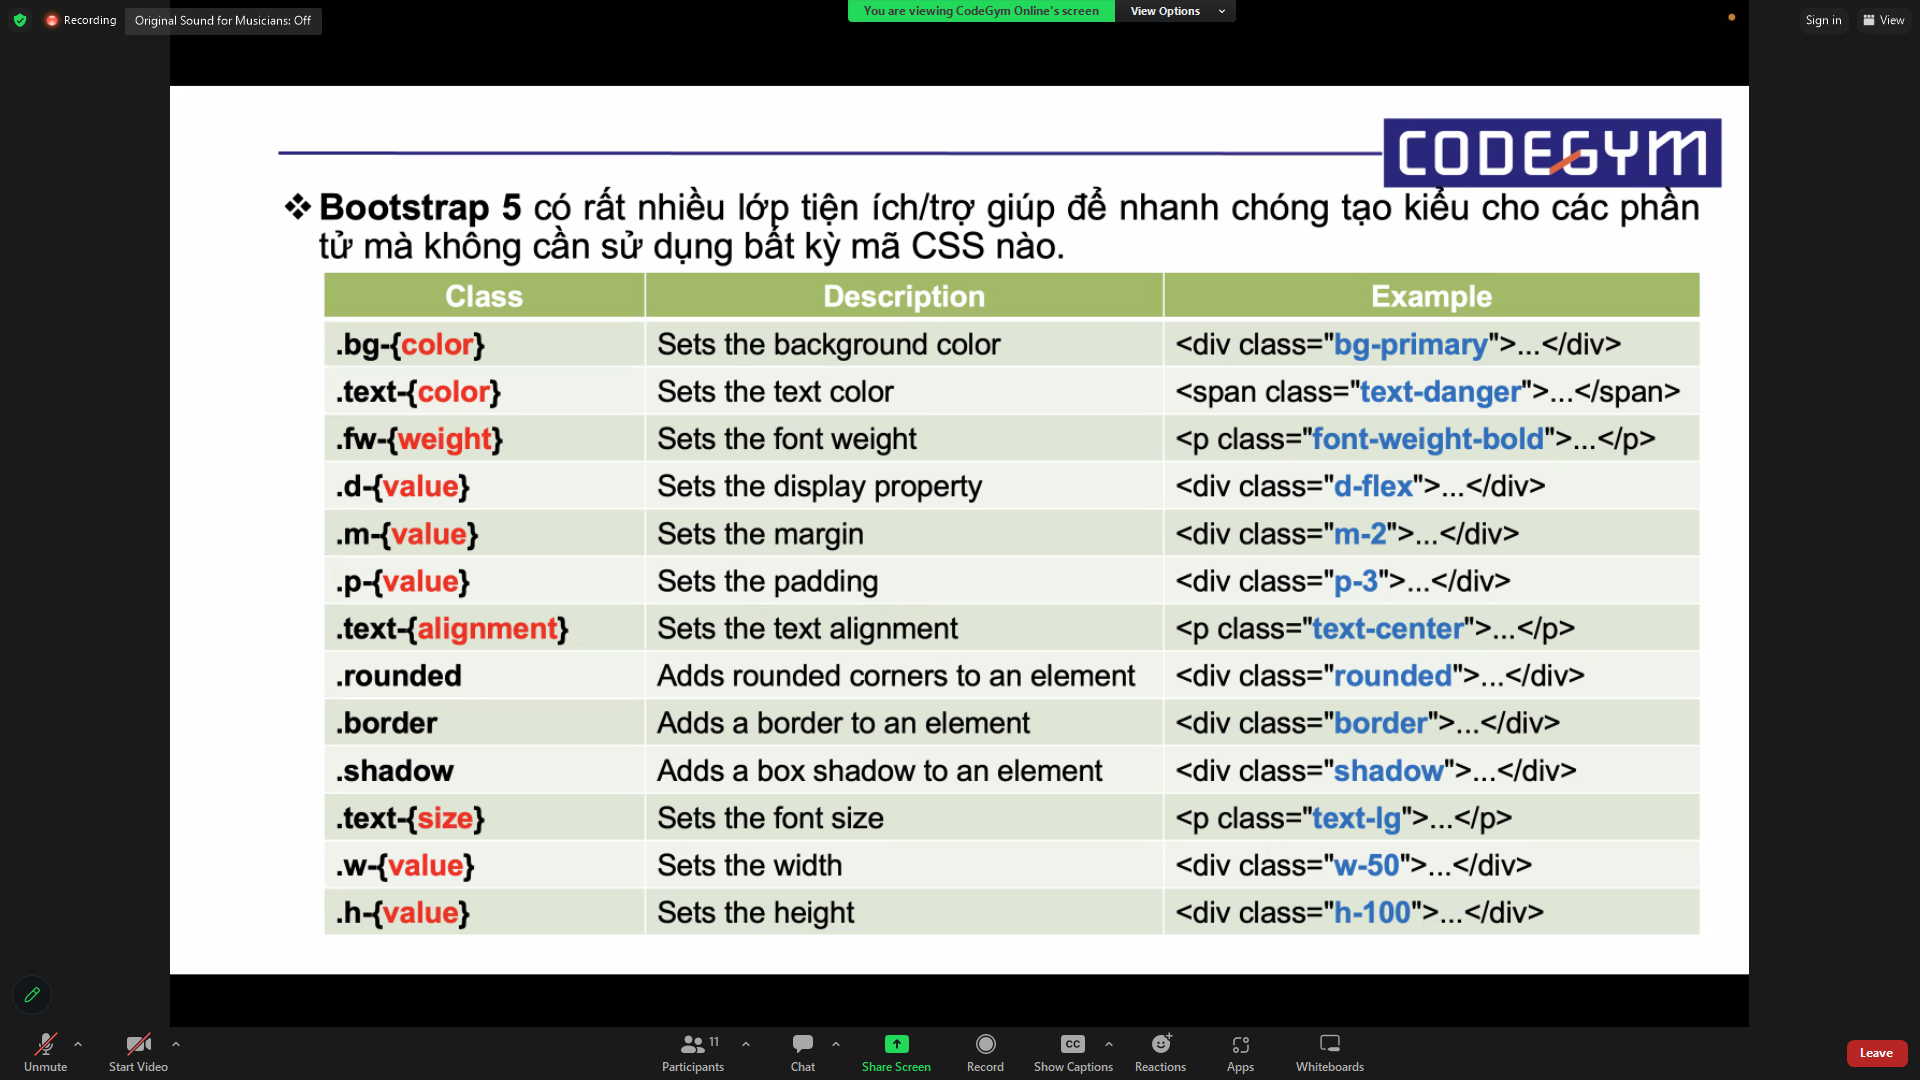 Recording
Original Sound for Musicians: Off
You are viewing CodeGym Online's screen
View Options
Sign in
View
CODEGYM
❖ Bootstrap 5 có rất nhiều lớp tiện ích/trợ giúp để nhanh chóng tạo kiểu cho các phần
tử mà không cần sử dụng bất kỳ mã CSS nào.
Class Description Example
.bg-{color} Sets the background color <div class="bg-primary">...</div>
.text-{color} Sets the text color <span class="text-danger">...</span>
.fw-{weight} Sets the font weight <p class="font-weight-bold">...</p>
.d-{value} Sets the display property <div class="d-flex">...</div>
.m-{value} Sets the margin <div class="m-2">...</div>
.p-{value} Sets the padding <div class="p-3">...</div>
.text-{alignment} Sets the text alignment <p class="text-center">...</p>
.rounded Adds rounded corners to an element <div class="rounded">...</div>
.border Adds a border to an element <div class="border">...</div>
.shadow Adds a box shadow to an element <div class="shadow">...</div>
.text-{size} Sets the font size <p class="text-lg">...</p>
.w-{value} Sets the width <div class="w-50">...</div>
.h-{value} Sets the height <div class="h-100">...</div>
Unmute
Start Video
11
Participants
Chat
Share Screen
Record
CC
Show Captions
Reactions
Apps
Whiteboards
Leave